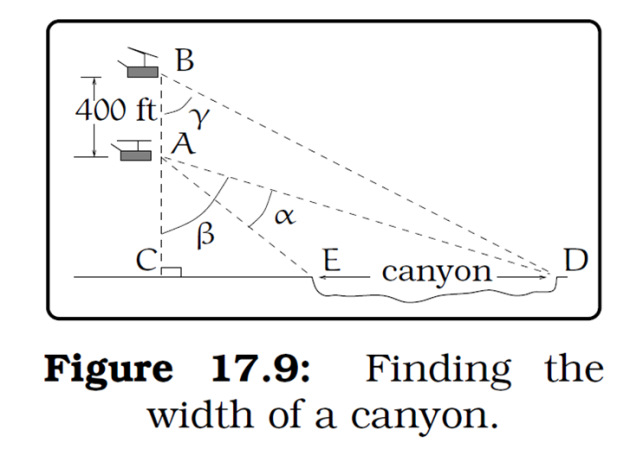 B
400 ft
γ
A
α
β
C
E
canyon
D
Figure 17.9: Finding the
width of a canyon.